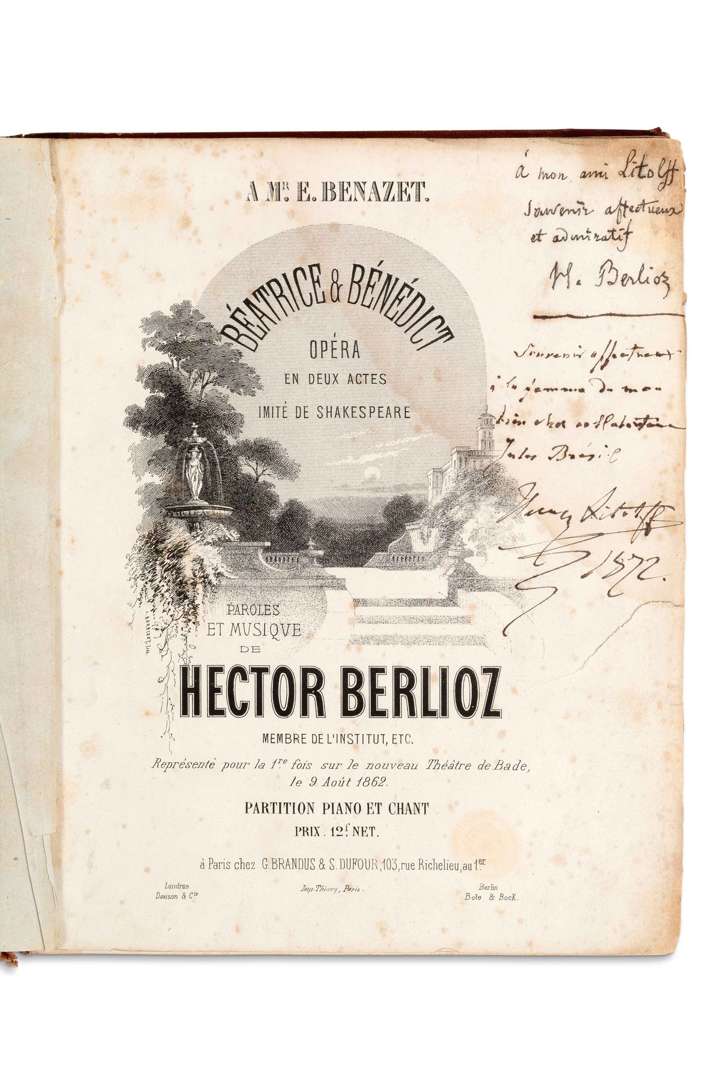 A MR. E. BENAZET.
BÉATRICE & BÉNÉDICT
OPÉRA
EN DEUX ACTES
IMITÉ DE SHAKESPEARE
PAROLES
ET MUSIQUE
DE
HECTOR BERLIOZ
MEMBRE DE L'INSTITUT, ETC.
Représenté pour la 1re fois sur le nouveau Théâtre de Bade,
le 9 Août 1862.
PARTITION PIANO ET CHANT
PRIX. 12f. NET.
à Paris chez G. BRANDUS & S. DUFOUR, 103, rue Richelieu, au 1er
Londres
& Cie
Imp. Thierry, Paris.
Berlin
Bote & Bock.
à mon ami Litolff
souvenir affectueux
et admiratif
H. Berlioz
Souvenir affectueux
à la femme de mon
bien cher collaborateur
Jules Brésil
Henry Litolff
1872.